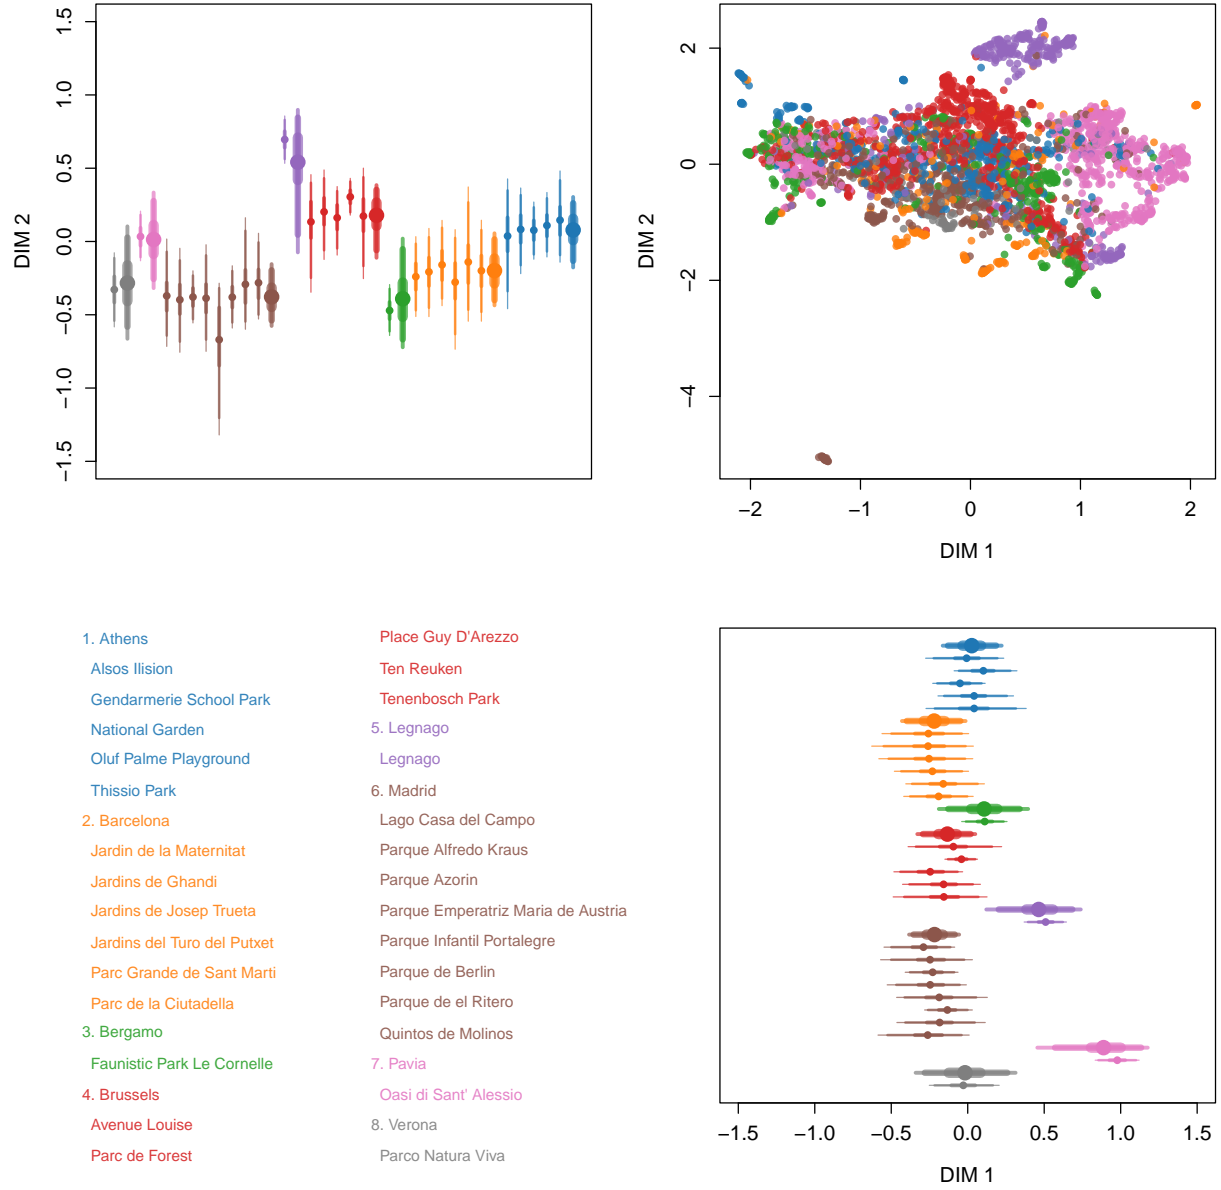 1.5
1.0
0.5
0.0
−0.5
−1.0
−1.5
DIM 2
2
0
−2
−4
DIM 2
−2
−1
0
1
2
DIM 1
1. Athens
Alsos Ilision
Gendarmerie School Park
National Garden
Oluf Palme Playground
Thissio Park
2. Barcelona
Jardin de la Maternitat
Jardins de Ghandi
Jardins de Josep Trueta
Jardins del Turo del Putxet
Parc Grande de Sant Marti
Parc de la Ciutadella
3. Bergamo
Faunistic Park Le Cornelle
4. Brussels
Avenue Louise
Parc de Forest
Place Guy D'Arezzo
Ten Reuken
Tenenbosch Park
5. Legnago
Legnago
6. Madrid
Lago Casa del Campo
Parque Alfredo Kraus
Parque Azorin
Parque Emperatriz Maria de Austria
Parque Infantil Portalegre
Parque de Berlin
Parque de el Ritero
Quintos de Molinos
7. Pavia
Oasi di Sant' Alessio
8. Verona
Parco Natura Viva
−1.5
−1.0
−0.5
0.0
0.5
1.0
1.5
DIM 1